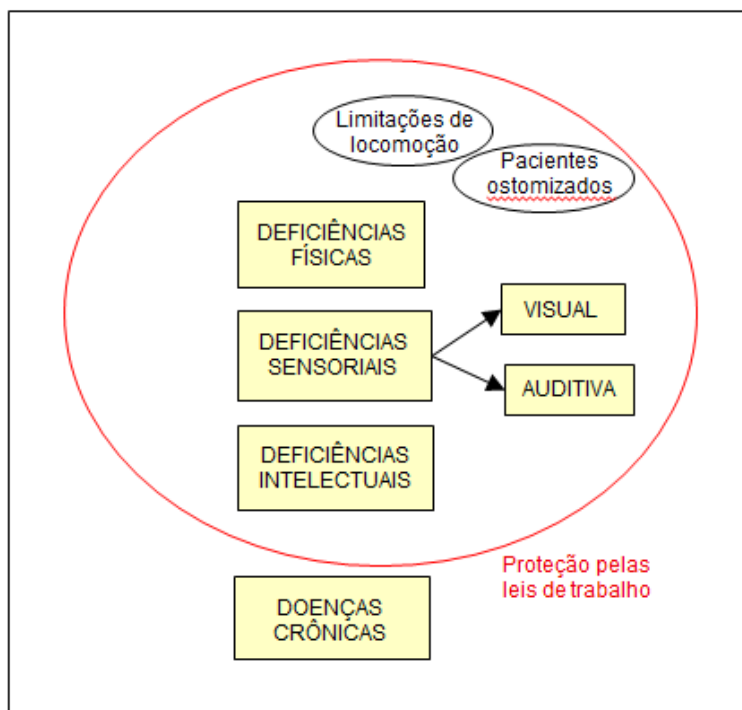 Limitações de
locomoção
Pacientes
ostomizados
DEFICIÊNCIAS
FÍSICAS
DEFICIÊNCIAS
SENSORIAIS
VISUAL
AUDITIVA
DEFICIÊNCIAS
INTELECTUAIS
Proteção pelas
leis de trabalho
DOENÇAS
CRÔNICAS